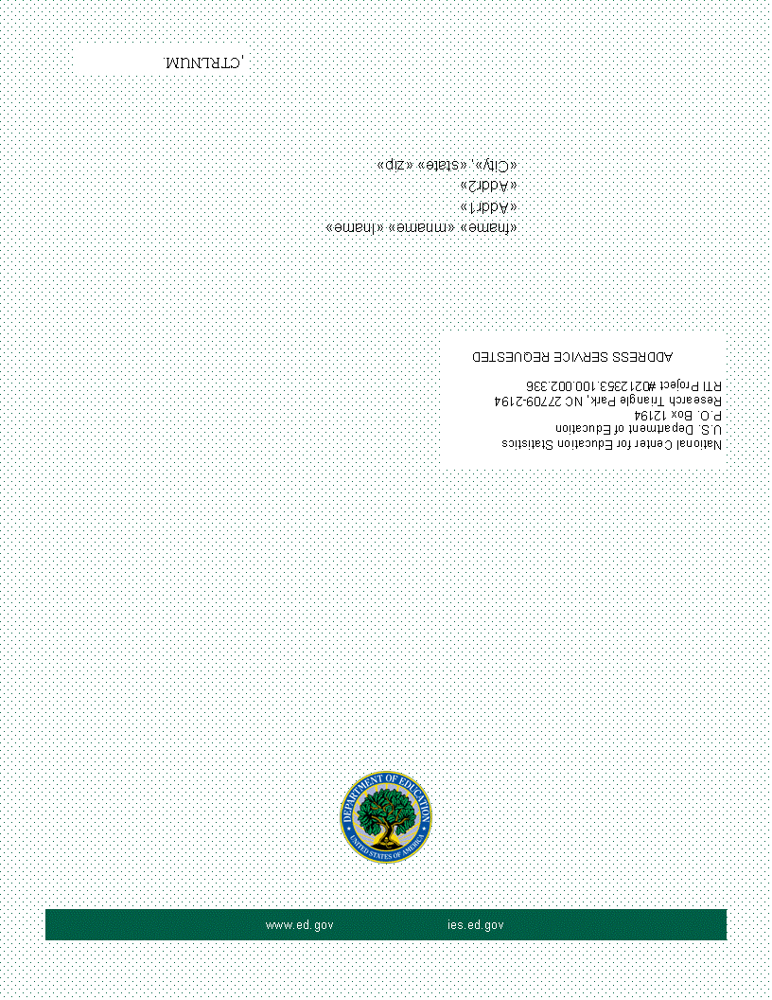 National Center for Education Statistics
U.S. Department of Education
P.O. Box 12194
Research Triangle Park, NC 27709-2194
RTI Project #0212353.100.002.336
ADDRESS SERVICE REQUESTED
«fname» «mname» «lname»
«Addr1»
«Addr2»
«City», «state» «zip»
,CTRLNUM
DEPARTMENT OF EDUCATION
UNITED STATES OF AMERICA
www.ed.gov ies.ed.gov